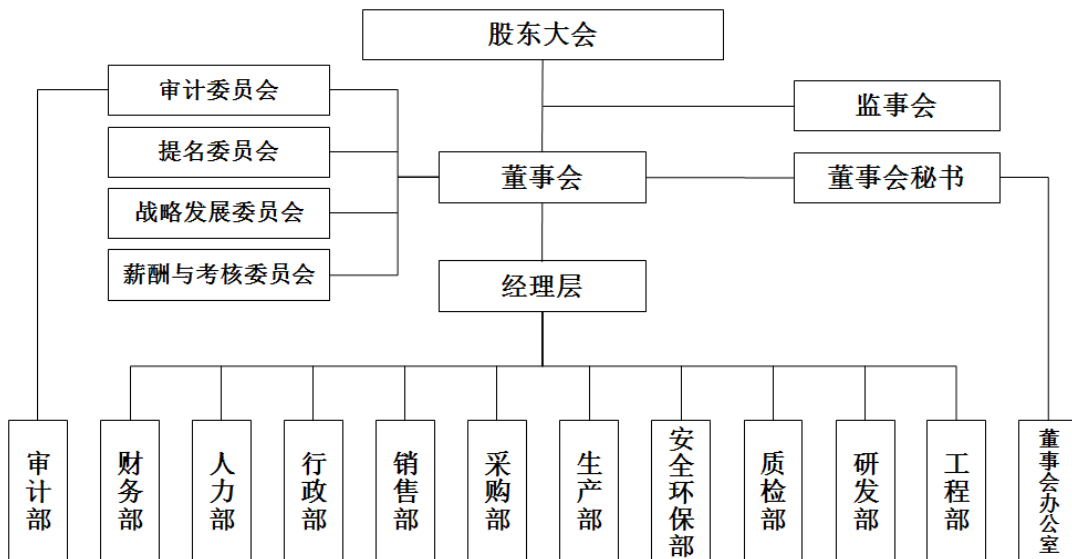 股东大会
审计委员会
监事会
提名委员会
董事会
董事会秘书
战略发展委员会
薪酬与考核委员会
经理层
审计部
财务部
人力部
行政部
销售部
采购部
生产部
安全环保部
质检部
研发部
工程部
董事会办公室